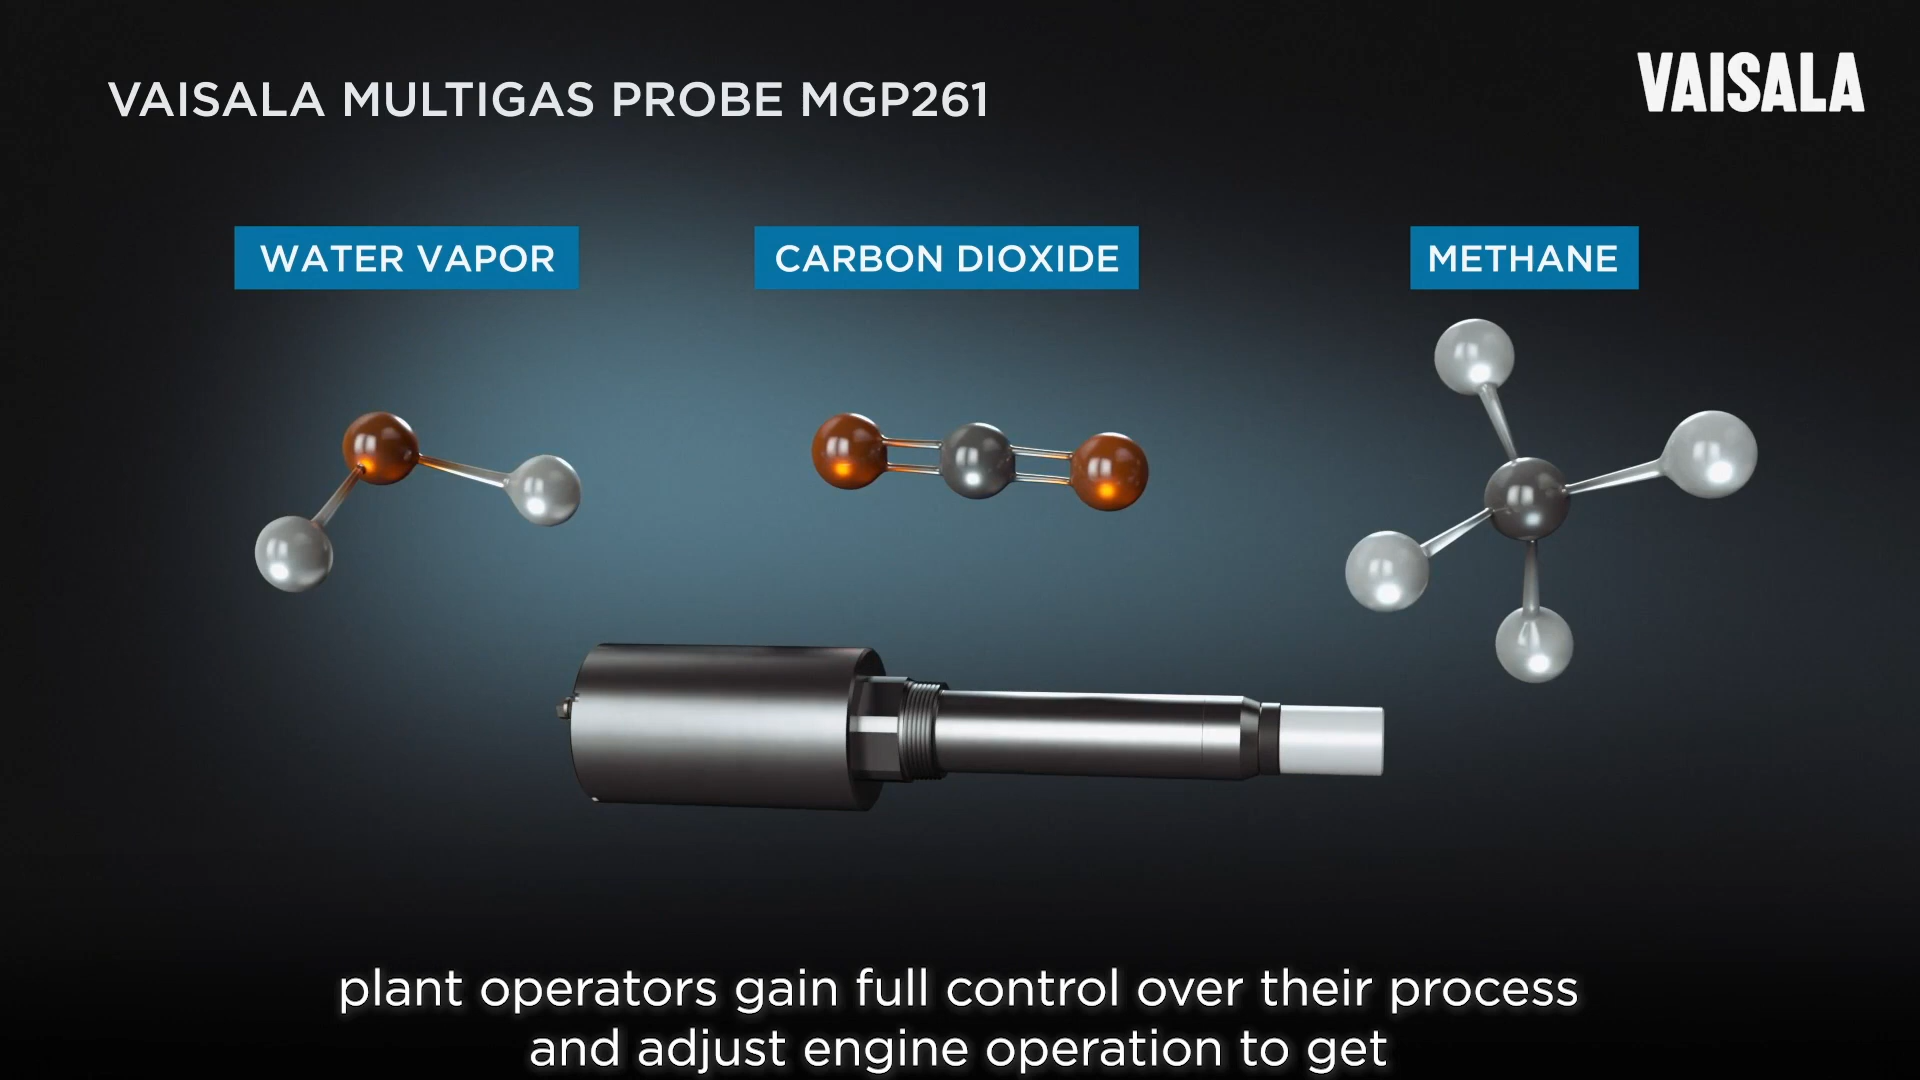 VAISALA MULTIGAS PROBE MGP261
VAISALA
WATER VAPOR
CARBON DIOXIDE
METHANE
plant operators gain full control over their process
and adjust engine operation to get